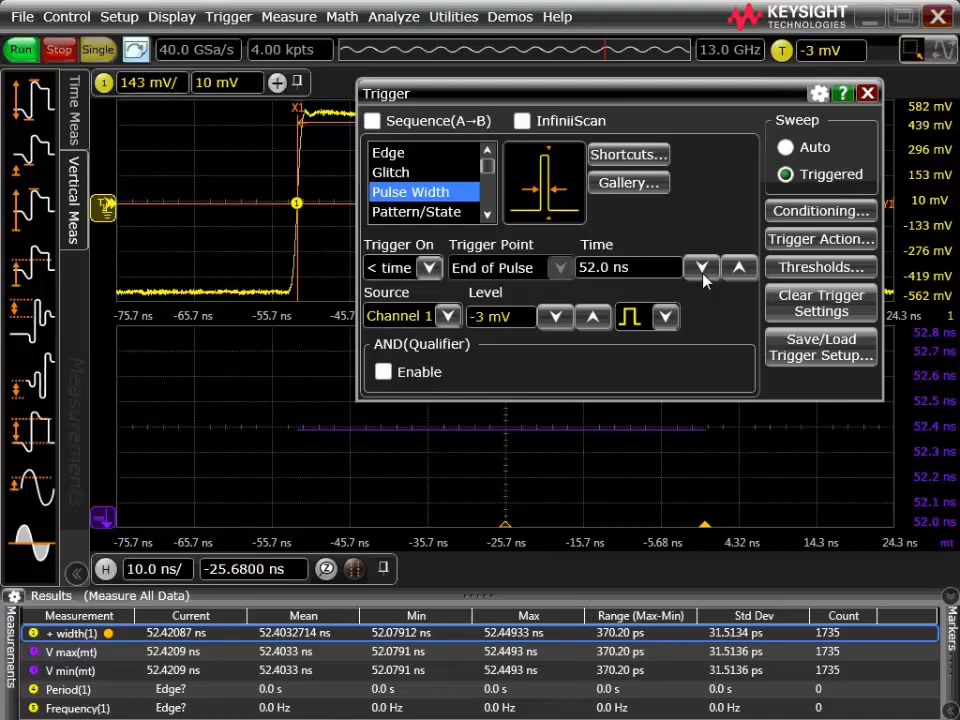 File Control Setup Display Trigger Measure Math Analyze Utilities Demos Help
KEYSIGHT
TECHNOLOGIES
Run Stop Single 40.0 GSa/s 4.00 kpts 13.0 GHz T -3 mV
1 143 mV/ 10 mV
Time Meas
Vertical Meas
Measurements
X1
T
1
Y1
Trigger
Sequence(A→B) InfiniiScan
Edge
Glitch
Pulse Width
Pattern/State
Shortcuts...
Gallery...
Trigger On Trigger Point Time
< time End of Pulse 52.0 ns
Source Level
Channel 1 -3 mV
AND(Qualifier)
Enable
Sweep
Auto
Triggered
Conditioning...
Trigger Action...
Thresholds...
Clear Trigger
Settings
Save/Load
Trigger Setup...
582 mV
439 mV
296 mV
153 mV
10 mV
-133 mV
-276 mV
-419 mV
-562 mV
-75.7 ns -65.7 ns -55.7 ns -45.7 24.3 ns 1
52.8 ns
52.7 ns
52.6 ns
52.5 ns
52.4 ns
52.3 ns
52.2 ns
52.1 ns
52.0 ns
mt
-75.7 ns -65.7 ns -55.7 ns -45.7 ns -35.7 ns -25.7 ns -15.7 ns -5.68 ns 4.32 ns 14.3 ns 24.3 ns mt
H 10.0 ns/ -25.6800 ns
Results (Measure All Data)
Measurements
Markers
Measurement Current Mean Min Max Range (Max-Min) Std Dev Count
1 + width(1) 52.42087 ns 52.4032714 ns 52.07912 ns 52.44933 ns 370.20 ps 31.5134 ps 1735
V max(mt) 52.4209 ns 52.4033 ns 52.0791 ns 52.4493 ns 370.20 ps 31.5136 ps 1735
V min(mt) 52.4209 ns 52.4033 ns 52.0791 ns 52.4493 ns 370.20 ps 31.5136 ps 1735
Period(1) Edge? 0.0 s 0.0 s 0.0 s 0.0 s 0.0 s 0
Frequency(1) Edge? 0.0 Hz 0.0 Hz 0.0 Hz 0.0 Hz 0.0 Hz 0